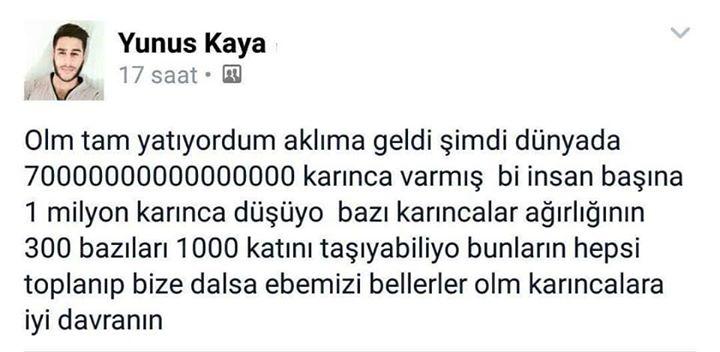 Yunus Kaya
17 saat •
Olm tam yatıyordum aklıma geldi şimdi dünyada
70000000000000000 karınca varmış bi insan başına
1 milyon karınca düşüyo bazı karıncalar ağırlığının
300 bazıları 1000 katını taşıyabiliyo bunların hepsi
toplanıp bize dalsa ebemizi bellerler olm karıncalara
iyi davranın